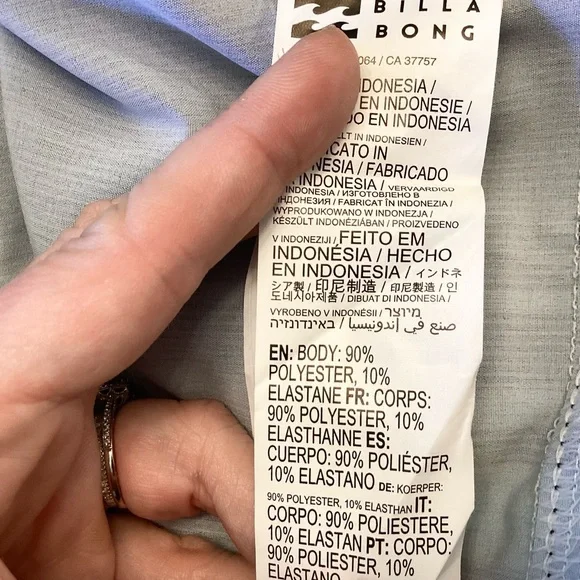 BILLA
BONG
064 / CA 37757
INDONESIA /
EN INDONESIE /
EN INDONESIA
IN INDONESIEN /
IN
INDONESIA / FABRICADO
INDONESIA / VERVAARDIGD
INDONESIA / ИЗГОТОВЛЕНО В
ИНДОНЕЗИЯ / FABRICAT ÎN INDONEZIA /
WYPRODUKOWANO W INDONEZJA /
KÉSZÜLT INDONÉZIÁBAN / PROIZVEDENO
V INDONEZIJI / FEITO EM
INDONÉSIA / HECHO
EN INDONESIA / インドネ
シア製 / 印尼制造 / 印尼製造 / 인
도네시아제품 / DIBUAT DI INDONESIA /
VYROBENO V INDONÉSII / מיוצר
באינדונזיה / صنع في إندونيسيا
EN: BODY: 90%
POLYESTER, 10%
ELASTANE FR: CORPS:
90% POLYESTER, 10%
ELASTHANNE ES:
CUERPO: 90% POLIÉSTER,
10% ELASTANO DE: KOERPER:
90% POLYESTER, 10% ELASTHAN IT:
CORPO: 90% POLIESTERE,
10% ELASTAN PT: CORPO:
90% POLIESTER, 10%
ELASTANO